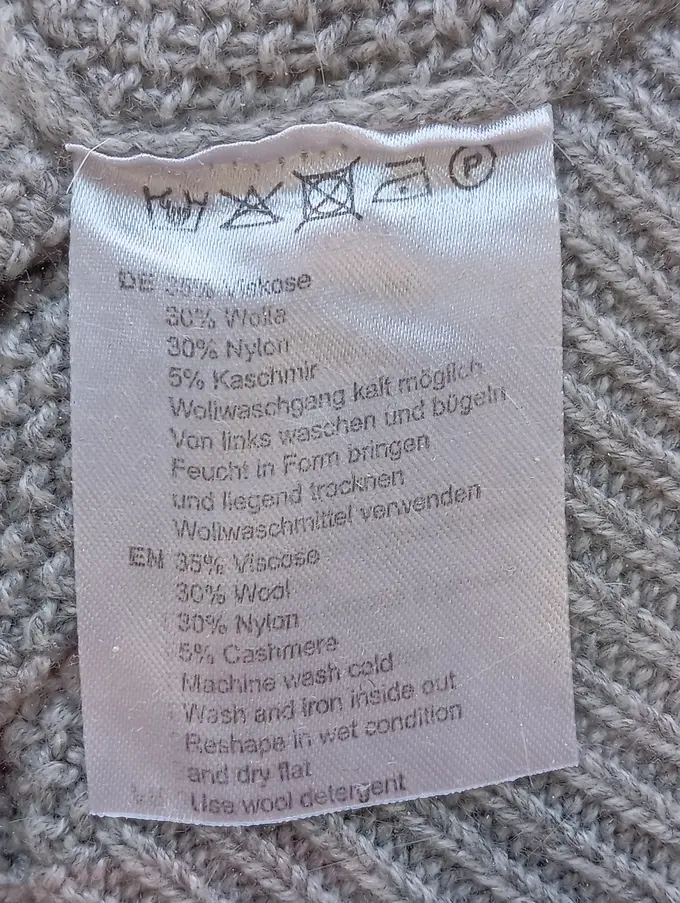 P
DE 35% Viskose
30% Wolle
30% Nylon
5% Kaschmir
Wollwaschgang kalt möglich
Von links waschen und bügeln
Feucht in Form bringen
und liegend trocknen
Wollwaschmittel verwenden
EN 35% Viscose
30% Wool
30% Nylon
5% Cashmere
Machine wash cold
Wash and iron inside out
Reshape in wet condition
and dry flat
Use wool detergent